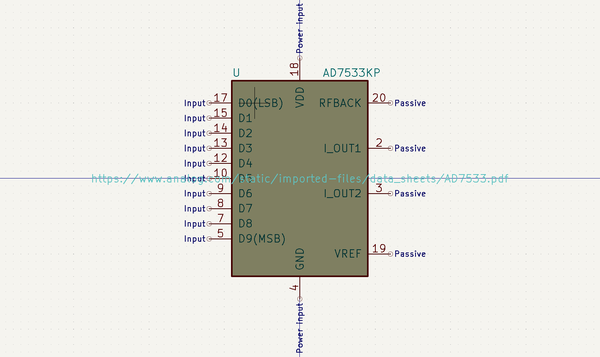 Power Input
18
U AD7533KP
VDD
Input 17 D0(LSB) RFBACK 20 Passive
Input 15 D1
Input 14 D2
Input 13 D3 I_OUT1 2 Passive
Input 12 D4
Input 10 D5
https://www.analog.com/static/imported-files/data_sheets/AD7533.pdf
Input 9 D6 I_OUT2 3 Passive
Input 8 D7
Input 7 D8
Input 5 D9(MSB)
VREF 19 Passive
GND
4
Power Input